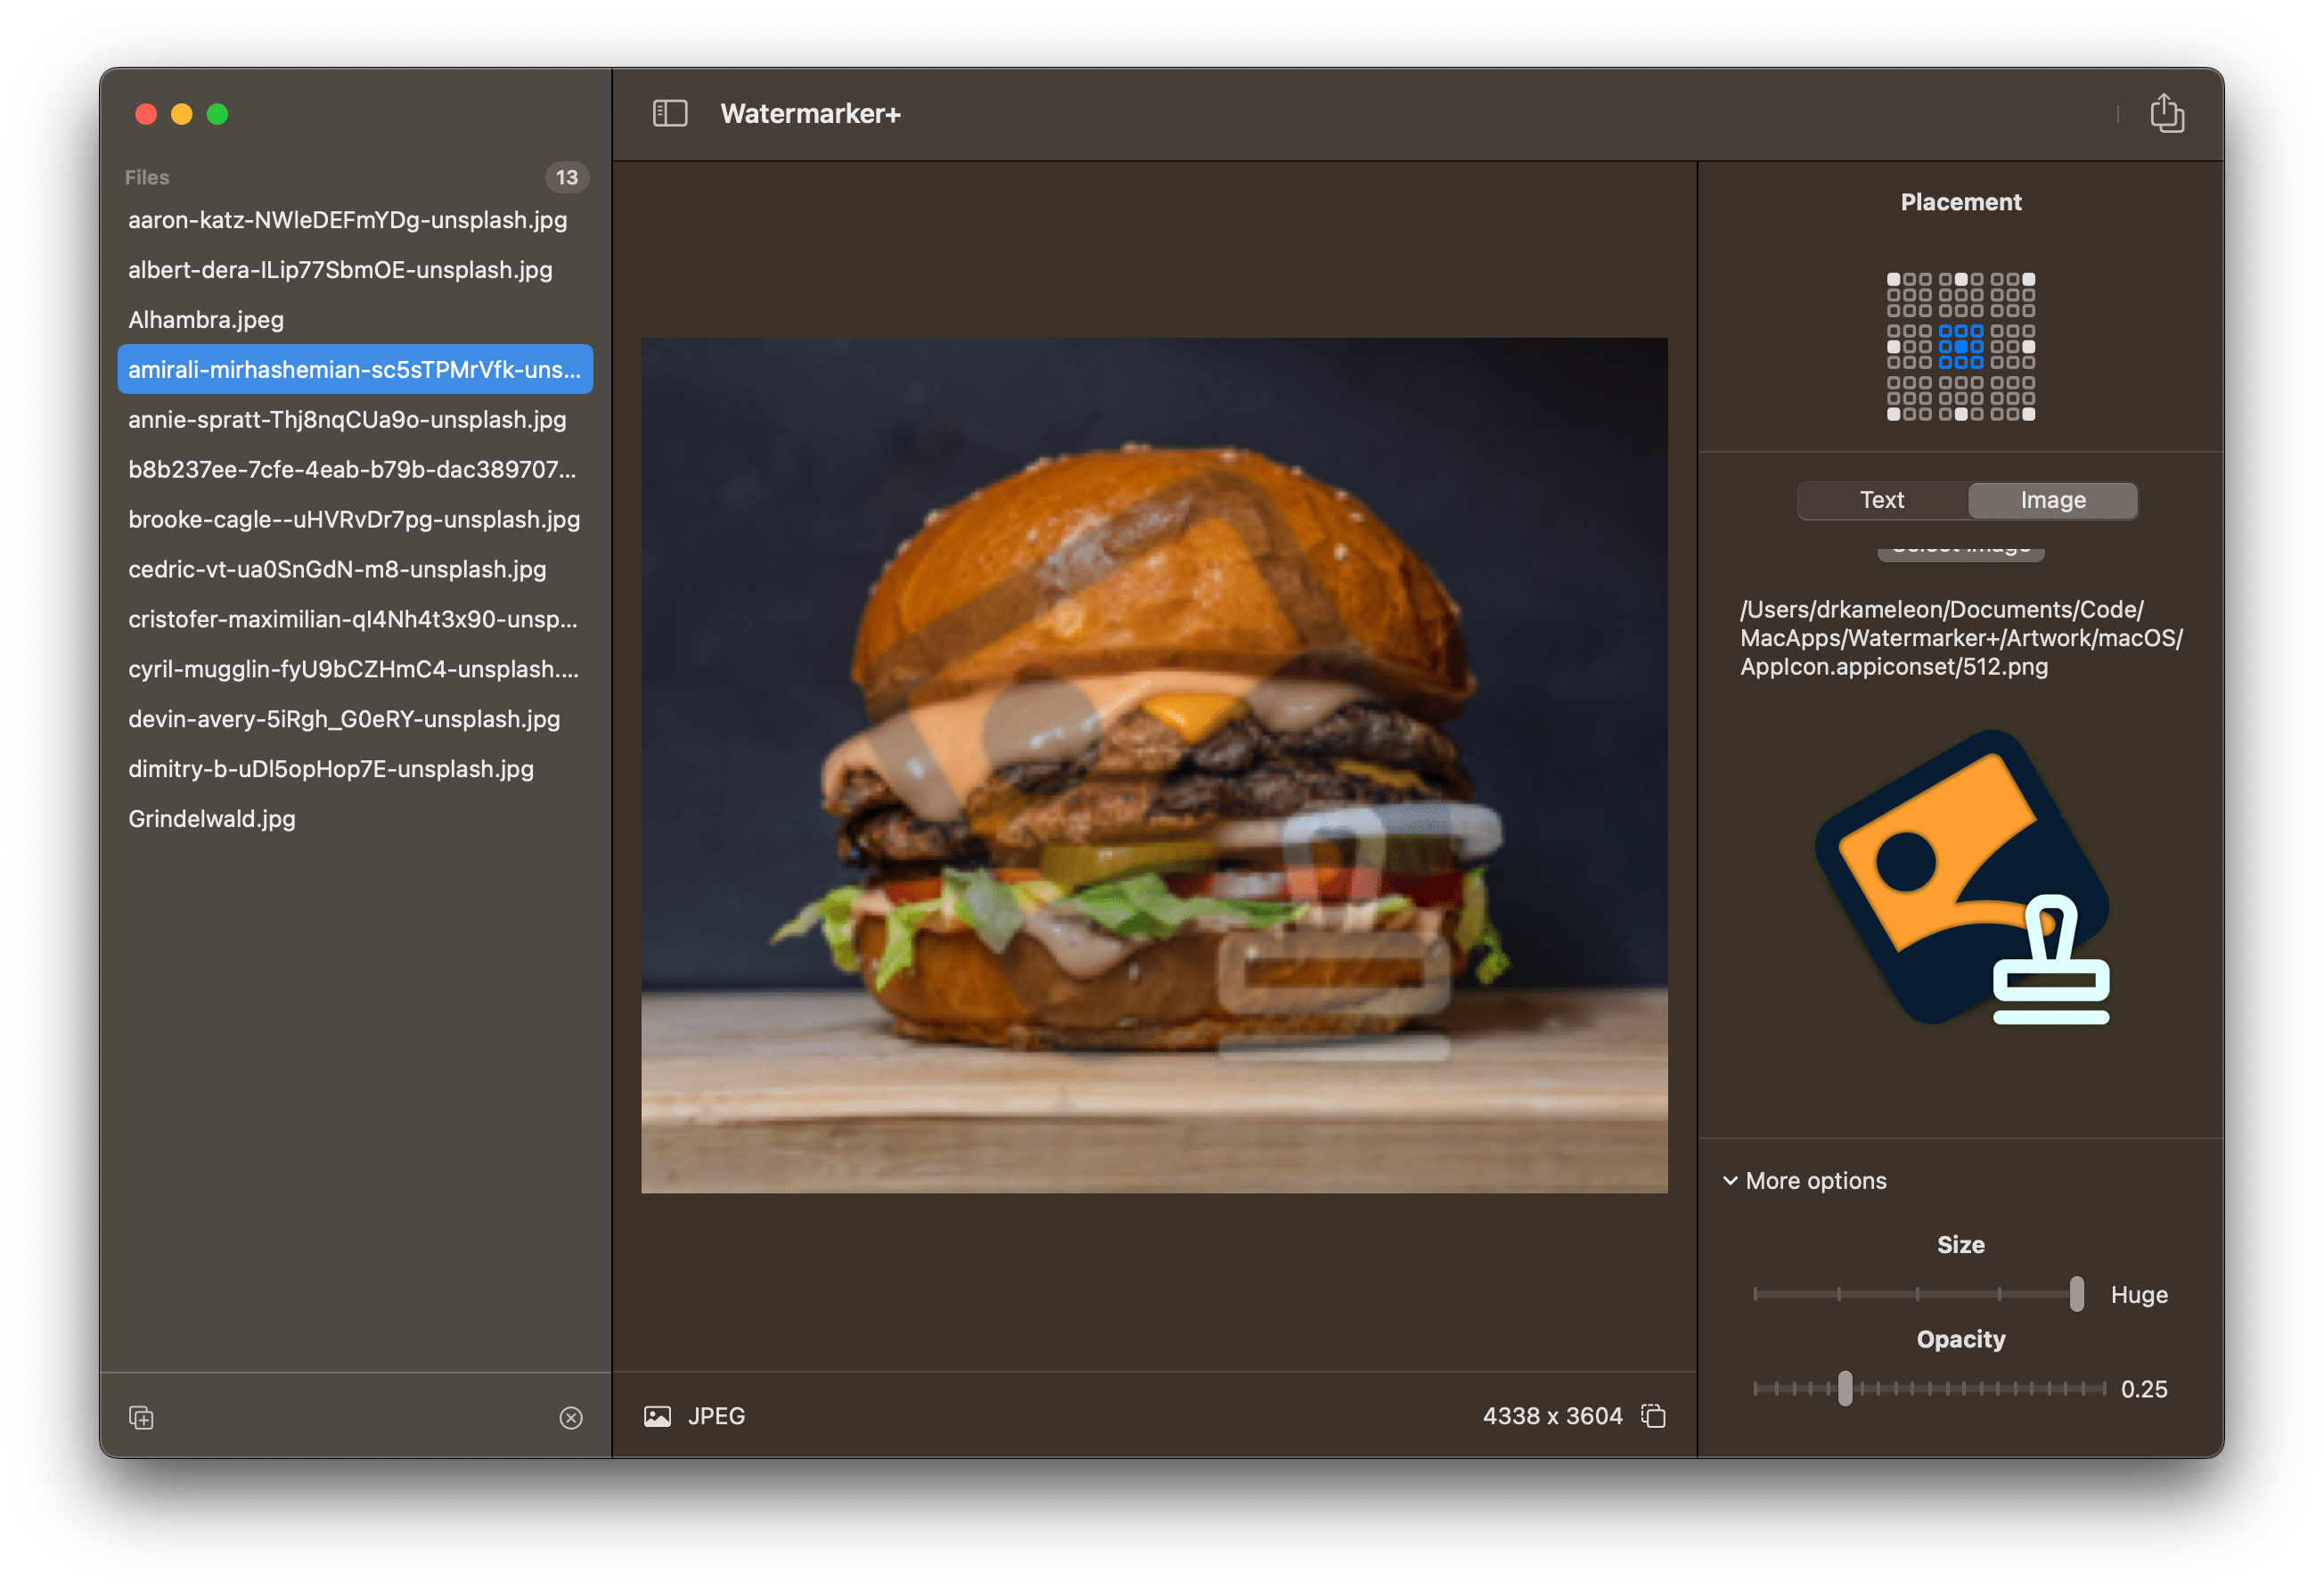 Watermarker+
Files
13
aaron-katz-NWleDEFmYDg-unsplash.jpg
albert-dera-ILip77SbmOE-unsplash.jpg
Alhambra.jpeg
amirali-mirhashemian-sc5sTPMrVfk-uns...
annie-spratt-Thj8nqCUa9o-unsplash.jpg
b8b237ee-7cfe-4eab-b79b-dac389707...
brooke-cagle--uHVRvDr7pg-unsplash.jpg
cedric-vt-ua0SnGdN-m8-unsplash.jpg
cristofer-maximilian-qI4Nh4t3x90-unsp...
cyril-mugglin-fyU9bCZHmC4-unsplash....
devin-avery-5iRgh_G0eRY-unsplash.jpg
dimitry-b-uDl5opHop7E-unsplash.jpg
Grindelwald.jpg
JPEG
4338 x 3604
Placement
Text
Image
Select Image
/Users/drkameleon/Documents/Code/
MacApps/Watermarker+/Artwork/macOS/
AppIcon.appiconset/512.png
More options
Size
Huge
Opacity
0.25